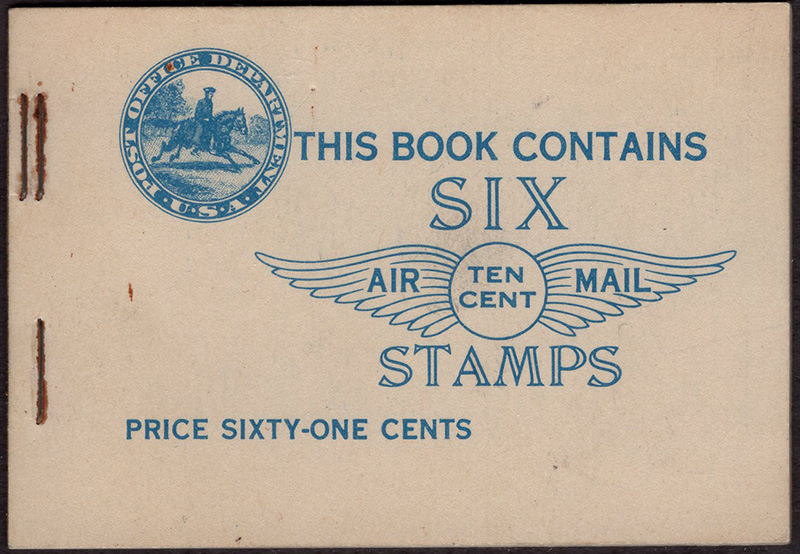 POST OFFICE DEPARTMENT
·U·S·A·
THIS BOOK CONTAINS
SIX
AIR TEN CENT MAIL
STAMPS
PRICE SIXTY-ONE CENTS